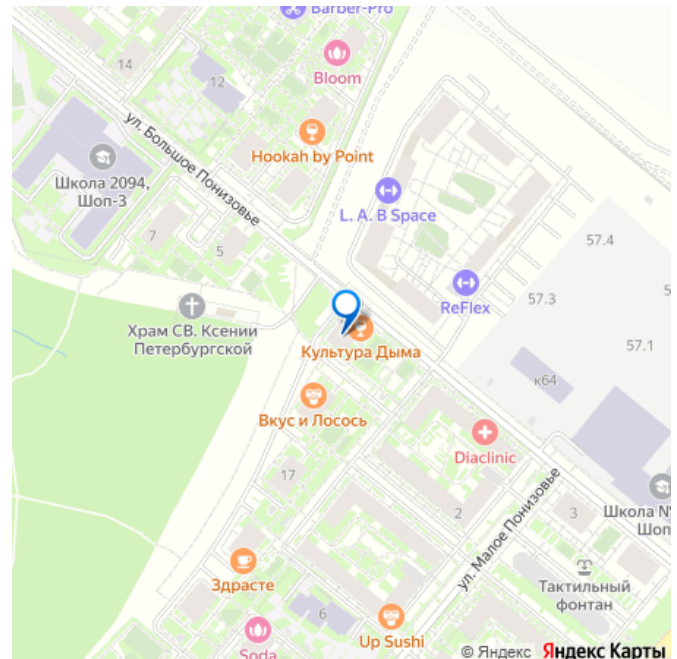 Barber-Pro
14
12
Bloom
ул. Большое Понизовье
Hookah by Point
Школа 2094,
Шоп-3
L. A. B Space
7
5
57.4
57.3
5
ReFlex
57.1
Храм СВ. Ксении
Петербургской
Культура Дыма
к64
Вкус и Лосось
Diaclinic
17
2
3
Школа №
Шоп
ул. Малое Понизовье
Здрасте
Тактильный
фонтан
6
Up Sushi
Soda
© Яндекс Яндекс Карты